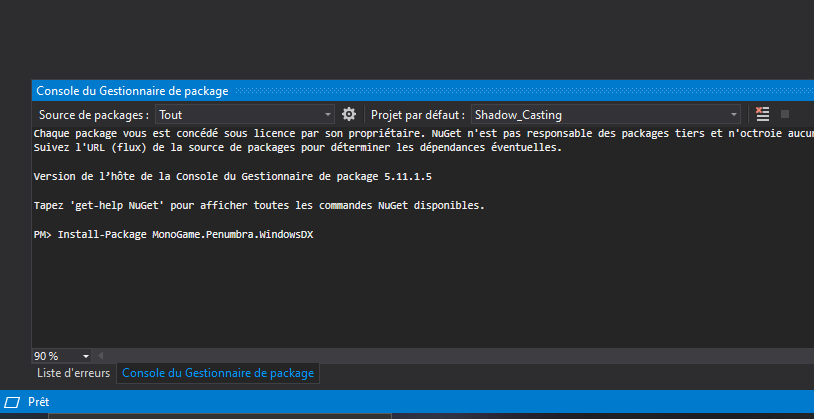 Console du Gestionnaire de package
Source de packages : Tout Projet par défaut : Shadow_Casting
Chaque package vous est concédé sous licence par son propriétaire. NuGet n'est pas responsable des packages tiers et n'octroie
Suivez l'URL (flux) de la source de packages pour déterminer les dépendances éventuelles.
Version de l’hôte de la Console du Gestionnaire de package 5.11.1.5
Tapez 'get-help NuGet' pour afficher toutes les commandes NuGet disponibles.
PM> Install-Package MonoGame.Penumbra.WindowsDX
90 %
Liste d'erreurs Console du Gestionnaire de package
Prêt